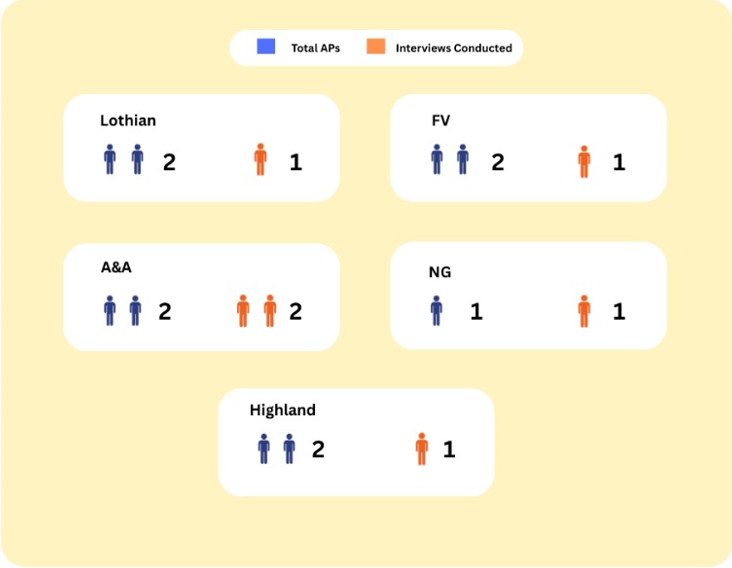 Total APs Interviews Conducted
Lothian
2 1
FV
2 1
A&A
2 2
NG
1 1
Highland
2 1